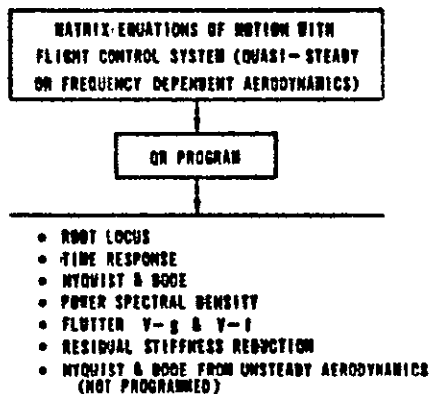 MATRIX EQUATIONS OF MOTION WITH
FLIGHT CONTROL SYSTEM (QUASI-STEADY
OR FREQUENCY DEPENDENT AERODYNAMICS)
QR PROGRAM
• ROOT LOCUS
• TIME RESPONSE
• NYQUIST & BODE
• POWER SPECTRAL DENSITY
• FLUTTER V-g & V-f
• RESIDUAL STIFFNESS REDUCTION
• NYQUIST & BODE FROM UNSTEADY AERODYNAMICS
(NOT PROGRAMMED)